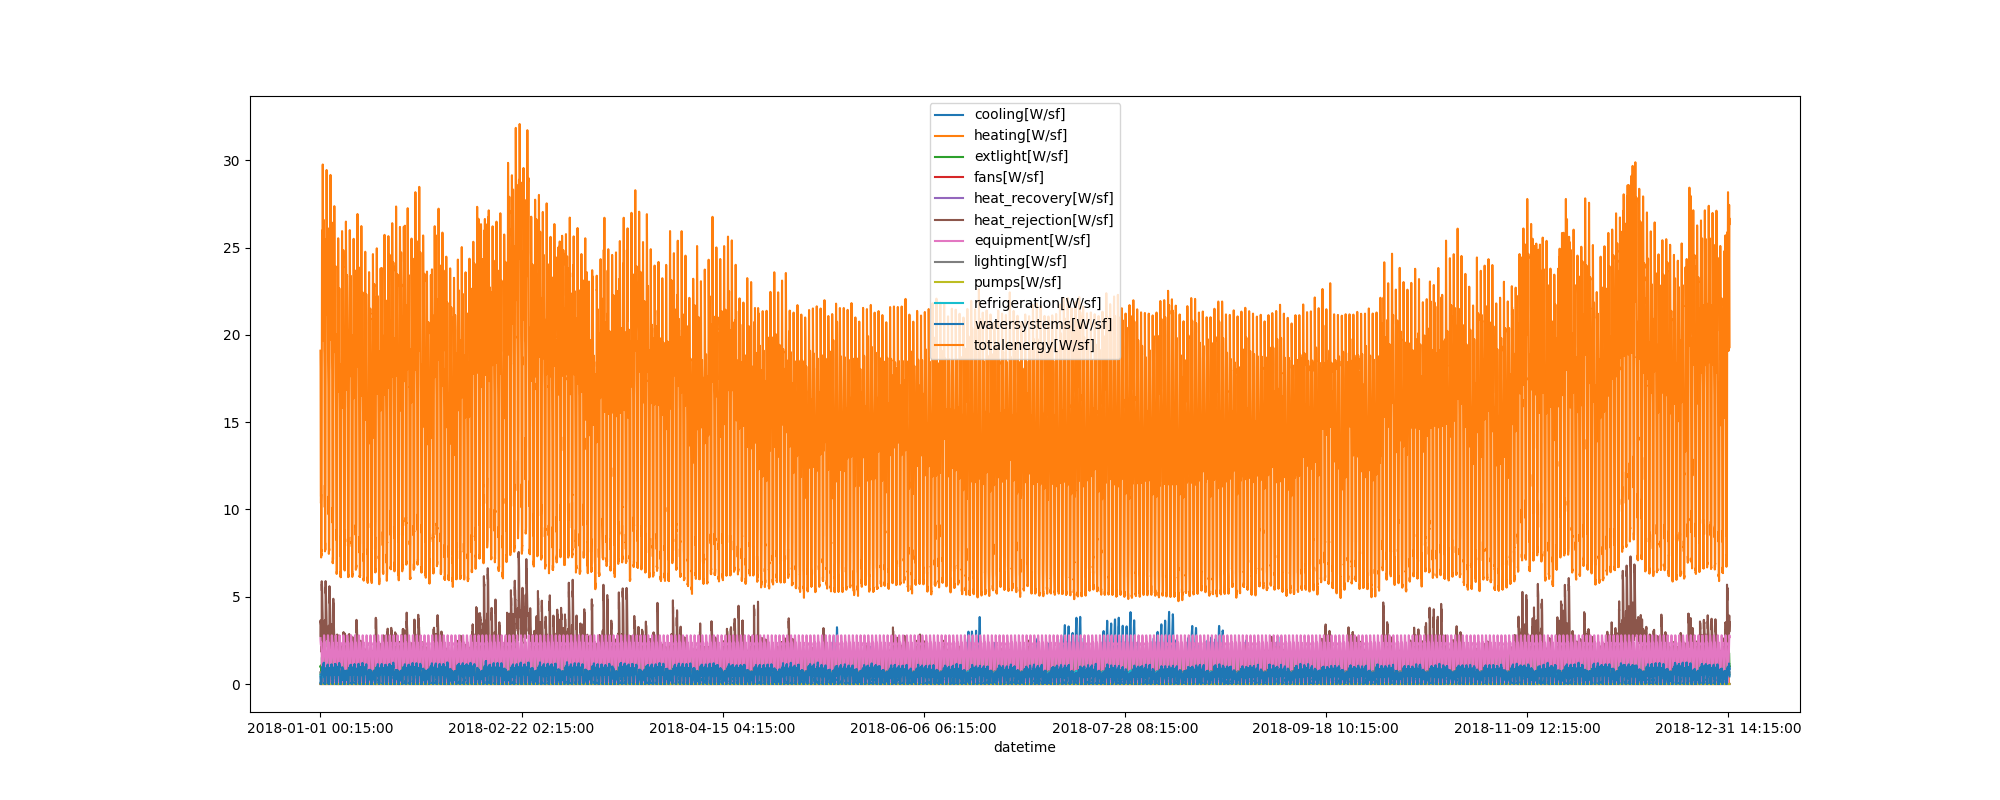 30
25
20
15
10
5
0
cooling[W/sf]
heating[W/sf]
extlight[W/sf]
fans[W/sf]
heat_recovery[W/sf]
heat_rejection[W/sf]
equipment[W/sf]
lighting[W/sf]
pumps[W/sf]
refrigeration[W/sf]
watersystems[W/sf]
totalenergy[W/sf]
2018-01-01 00:15:00 2018-02-22 02:15:00 2018-04-15 04:15:00 2018-06-06 06:15:00 2018-07-28 08:15:00 2018-09-18 10:15:00 2018-11-09 12:15:00 2018-12-31 14:15:00
datetime